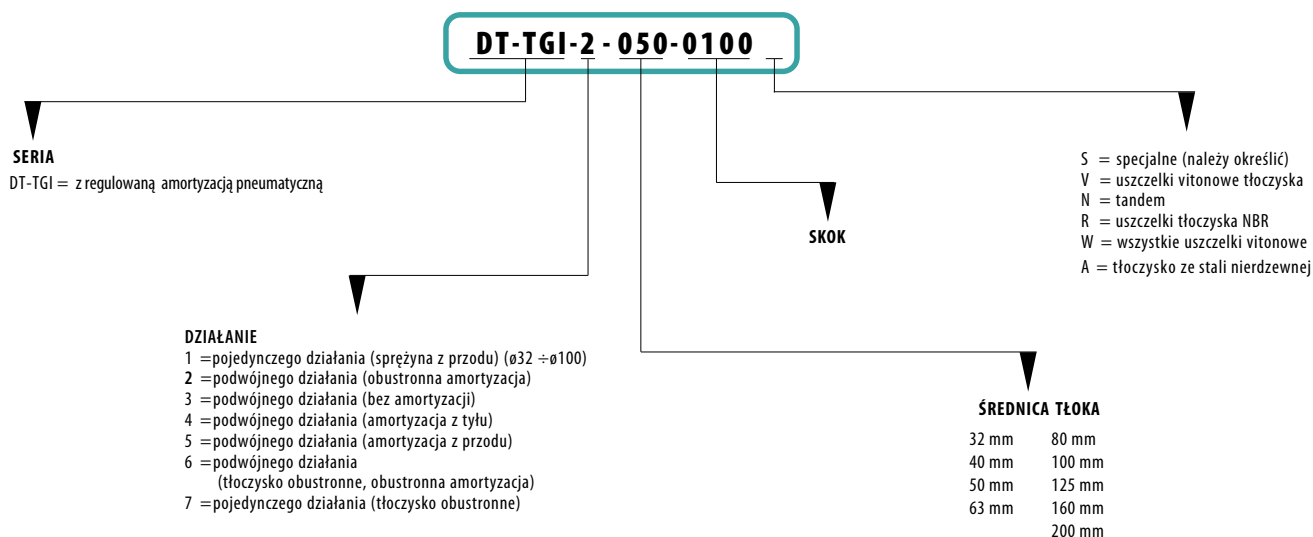 DT-TGI-2-050-0100
SERIA
DT-TGI = z regulowaną amortyzacją pneumatyczną
S = specjalne (należy określić)
V = uszczelki vitonowe tłoczyska
N = tandem
R = uszczelki tłoczyska NBR
W = wszystkie uszczelki vitonowe
A = tłoczysko ze stali nierdzewnej
SKOK
DZIAŁANIE
1 =pojedynczego działania (sprężyna z przodu) (ø32 ÷ø100)
2 =podwójnego działania (obustronna amortyzacja)
3 =podwójnego działania (bez amortyzacji)
4 =podwójnego działania (amortyzacja z tyłu)
5 =podwójnego działania (amortyzacja z przodu)
6 =podwójnego działania
(tłoczysko obustronne, obustronna amortyzacja)
7 =pojedynczego działania (tłoczysko obustronne)
ŚREDNICA TŁOKA
32 mm 80 mm
40 mm 100 mm
50 mm 125 mm
63 mm 160 mm
200 mm